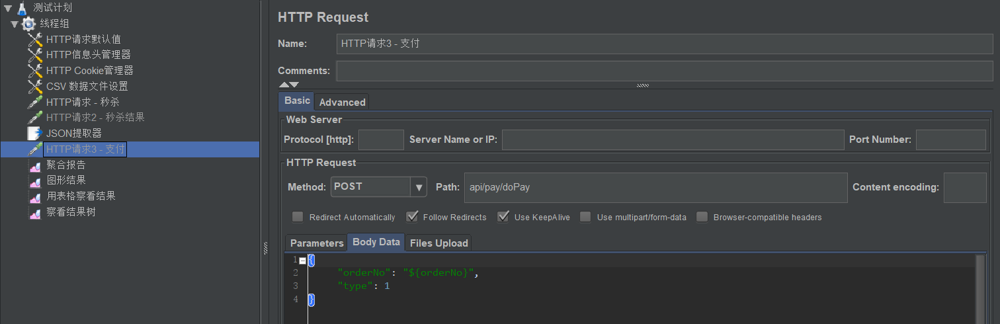 测试计划
线程组
HTTP请求默认值
HTTP信息头管理器
HTTP Cookie管理器
CSV 数据文件设置
HTTP请求 - 秒杀
HTTP请求2 - 秒杀结果
JSON提取器
HTTP请求3 - 支付
聚合报告
图形结果
用表格察看结果
察看结果树
HTTP Request
Name: HTTP请求3 - 支付
Comments:
Basic Advanced
Web Server
Protocol [http]: Server Name or IP: Port Number:
HTTP Request
Method: POST Path: api/pay/doPay Content encoding:
Redirect Automatically Follow Redirects Use KeepAlive Use multipart/form-data Browser-compatible headers
Parameters Body Data Files Upload
1 {
2 "orderNo": "${orderNo}",
3 "type": 1
4 }